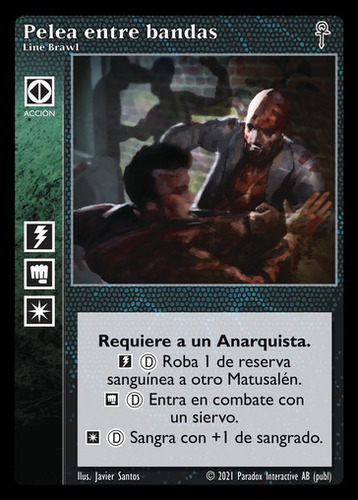 Pelea entre bandas
Line Brawl
ACCIÓN
Requiere a un Anarquista.
Ⓓ Roba 1 de reserva
sanguínea a otro Matusalén.
Ⓓ Entra en combate con
un siervo.
Ⓓ Sangra con +1 de sangrado.
Ilus. Javier Santos © 2021 Paradox Interactive AB (publ)